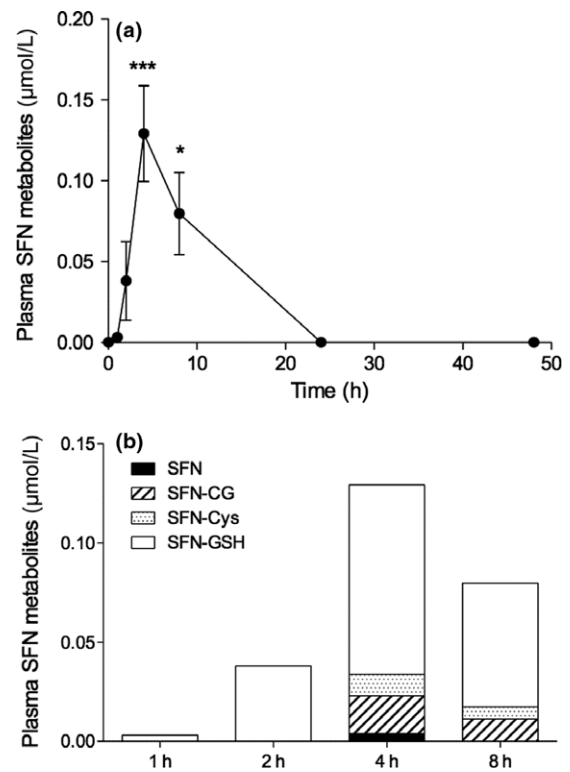 (a)
Plasma SFN metabolites (µmol/L)
0.20
0.15
0.10
0.05
0.00
***
*
0 10 20 30 40 50
Time (h)
(b)
Plasma SFN metabolites (µmol/L)
0.15
0.10
0.05
0.00
SFN
SFN-CG
SFN-Cys
SFN-GSH
1 h 2 h 4 h 8 h